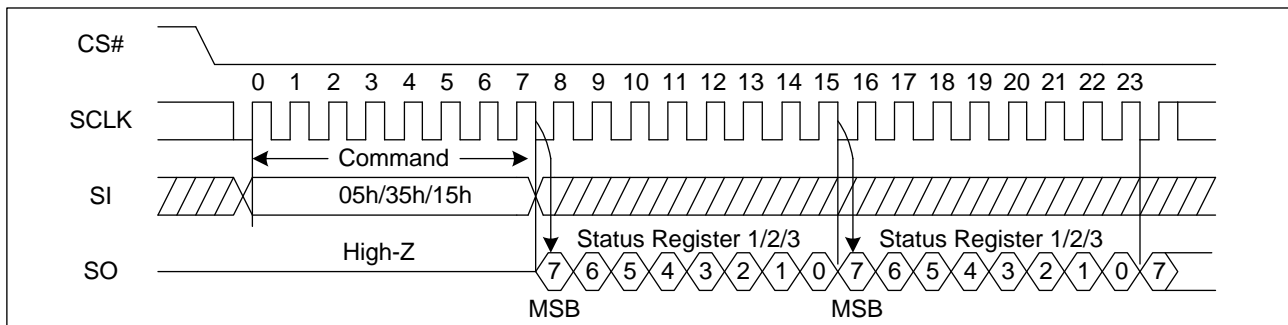 CS#
0 1 2 3 4 5 6 7 8 9 10 11 12 13 14 15 16 17 18 19 20 21 22 23
SCLK
Command
SI
05h/35h/15h
High-Z
Status Register 1/2/3 Status Register 1/2/3
SO
7 6 5 4 3 2 1 0 7 6 5 4 3 2 1 0 7
MSB MSB